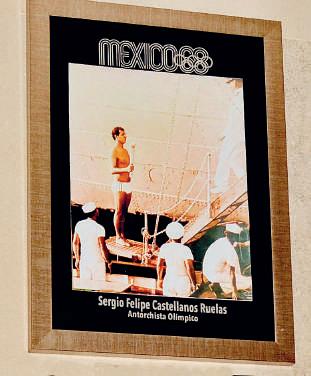 MEXICO68
Sergio Felipe Castellanos Ruelas
Antorchista Olímpico